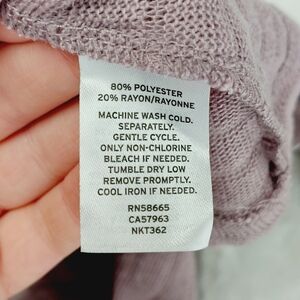 80% POLYESTER
20% RAYON/RAYONNE
MACHINE WASH COLD.
SEPARATELY.
GENTLE CYCLE.
ONLY NON-CHLORINE
BLEACH IF NEEDED.
TUMBLE DRY LOW
REMOVE PROMPTLY.
COOL IRON IF NEEDED.
RN58665
CA57963
NKT362